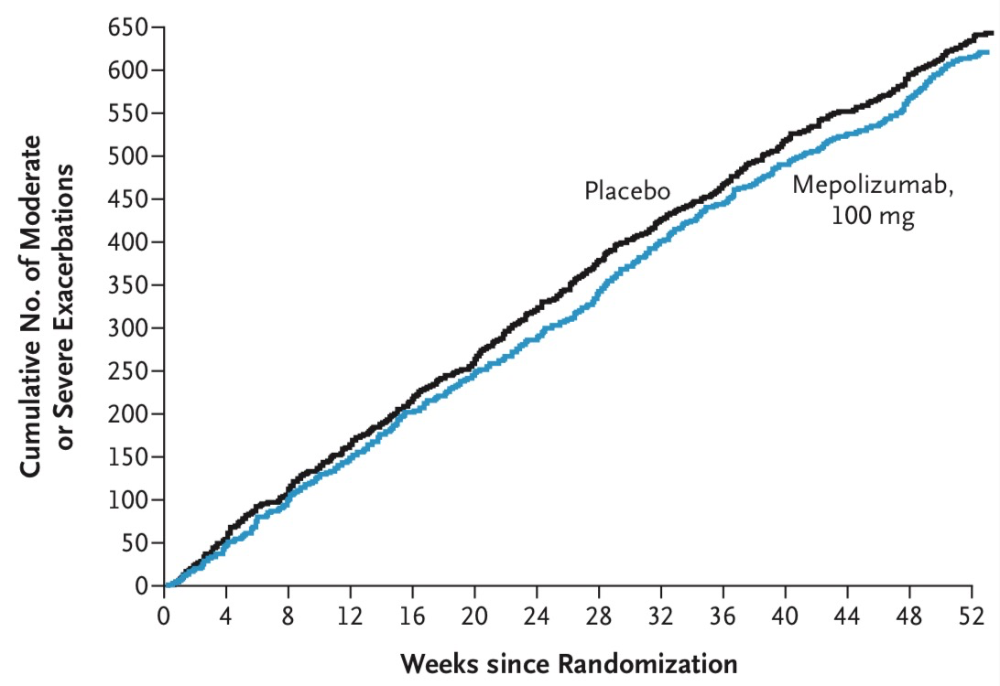 Cumulative No. of Moderate
or Severe Exacerbations
650
600
550
500
450
400
350
300
250
200
150
100
50
0
Placebo
Mepolizumab,
100 mg
0 4 8 12 16 20 24 28 32 36 40 44 48 52
Weeks since Randomization